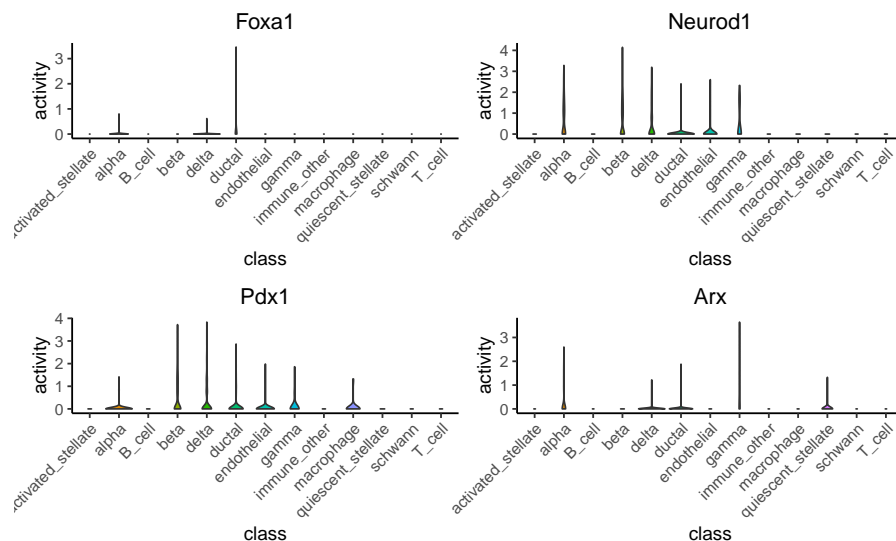 Foxa1
activity
3
2
1
0
ctivated_stellate
alpha
B_cell
beta
delta
ductal
endothelial
gamma
immune_other
macrophage
quiescent_stellate
schwann
T_cell
class
Neurod1
activity
4
3
2
1
0
activated_stellate
alpha
B_cell
beta
delta
ductal
endothelial
gamma
immune_other
macrophage
quiescent_stellate
schwann
T_cell
class
Pdx1
activity
4
3
2
1
0
ctivated_stellate
alpha
B_cell
beta
delta
ductal
endothelial
gamma
immune_other
macrophage
quiescent_stellate
schwann
T_cell
class
Arx
activity
3
2
1
0
activated_stellate
alpha
B_cell
beta
delta
ductal
endothelial
gamma
immune_other
macrophage
quiescent_stellate
schwann
T_cell
class